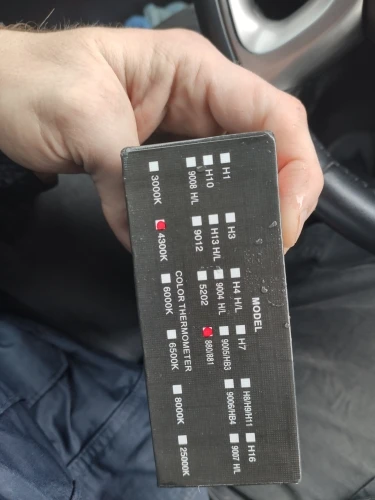 MODEL
H1 H3 H4 H/L H7 H8/H9/H11 H16
H10 H13 H/L 9004 H/L 9005/HB3 9006/HB4 9007 H/L
9008 H/L 9012 5202 880/881
COLOR THERMOMETER
3000K 4300K 6000K 6500K 8000K 25000K